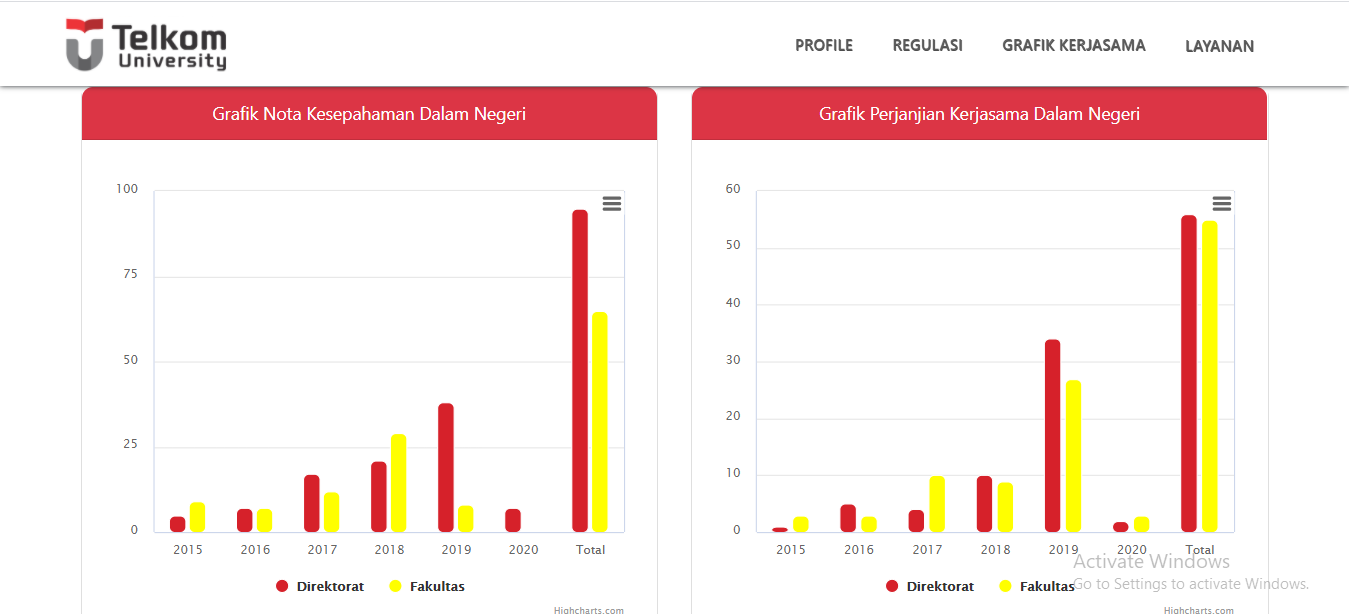 Telkom
University
PROFILE REGULASI GRAFIK KERJASAMA LAYANAN
Grafik Nota Kesepahaman Dalam Negeri
100
75
50
25
0
2015 2016 2017 2018 2019 2020 Total
Direktorat Fakultas
Highcharts.com
Grafik Perjanjian Kerjasama Dalam Negeri
60
50
40
30
20
10
0
2015 2016 2017 2018 2019 2020 Total
Direktorat Fakultas
Highcharts.com
Activate Windows
Go to Settings to activate Windows.